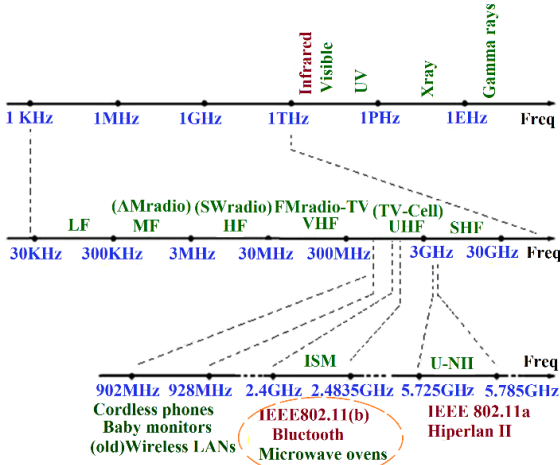 Infrared
Visible
UV
Xray
Gamma rays
1 KHz 1MHz 1GHz 1THz 1PHz 1EHz Freq
(AMradio) (SWradio) FMradio-TV (TV-Cell)
LF MF HF VHF UHF SHF
30KHz 300KHz 3MHz 30MHz 300MHz 3GHz 30GHz Freq
ISM U-NII Freq
902MHz 928MHz 2.4GHz 2.4835GHz 5.725GHz 5.785GHz
Cordless phones
Baby monitors
(old)Wireless LANs
IEEE802.11(b)
Bluctooth
Microwave ovens
IEEE 802.11a
Hiperlan II